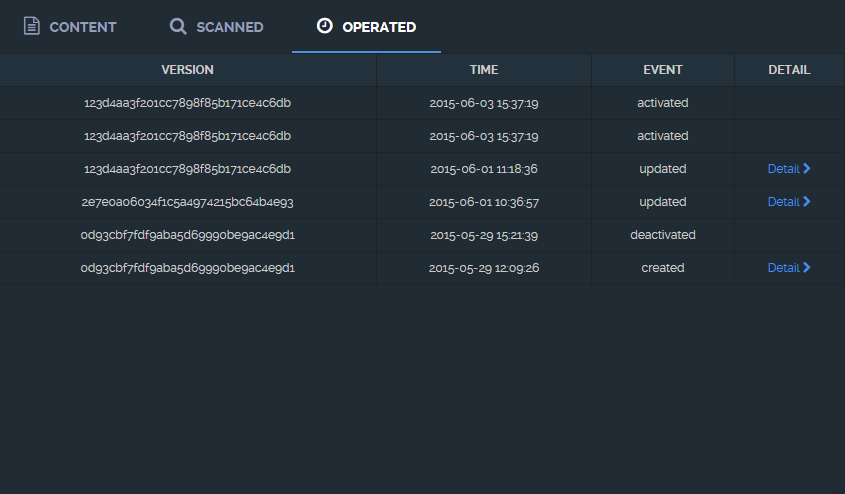 CONTENT SCANNED OPERATED
VERSION TIME EVENT DETAIL
123d4aa3f201cc7898f85b171ce4c6db 2015-06-03 15:37:19 activated
123d4aa3f201cc7898f85b171ce4c6db 2015-06-03 15:37:19 activated
123d4aa3f201cc7898f85b171ce4c6db 2015-06-01 11:18:36 updated Detail
2e7e0a06034f1c5a4974215bc64b4e93 2015-06-01 10:36:57 updated Detail
0d93cbf7fdf9aba5d69990be9ac4e9d1 2015-05-29 15:21:39 deactivated
0d93cbf7fdf9aba5d69990be9ac4e9d1 2015-05-29 12:09:26 created Detail